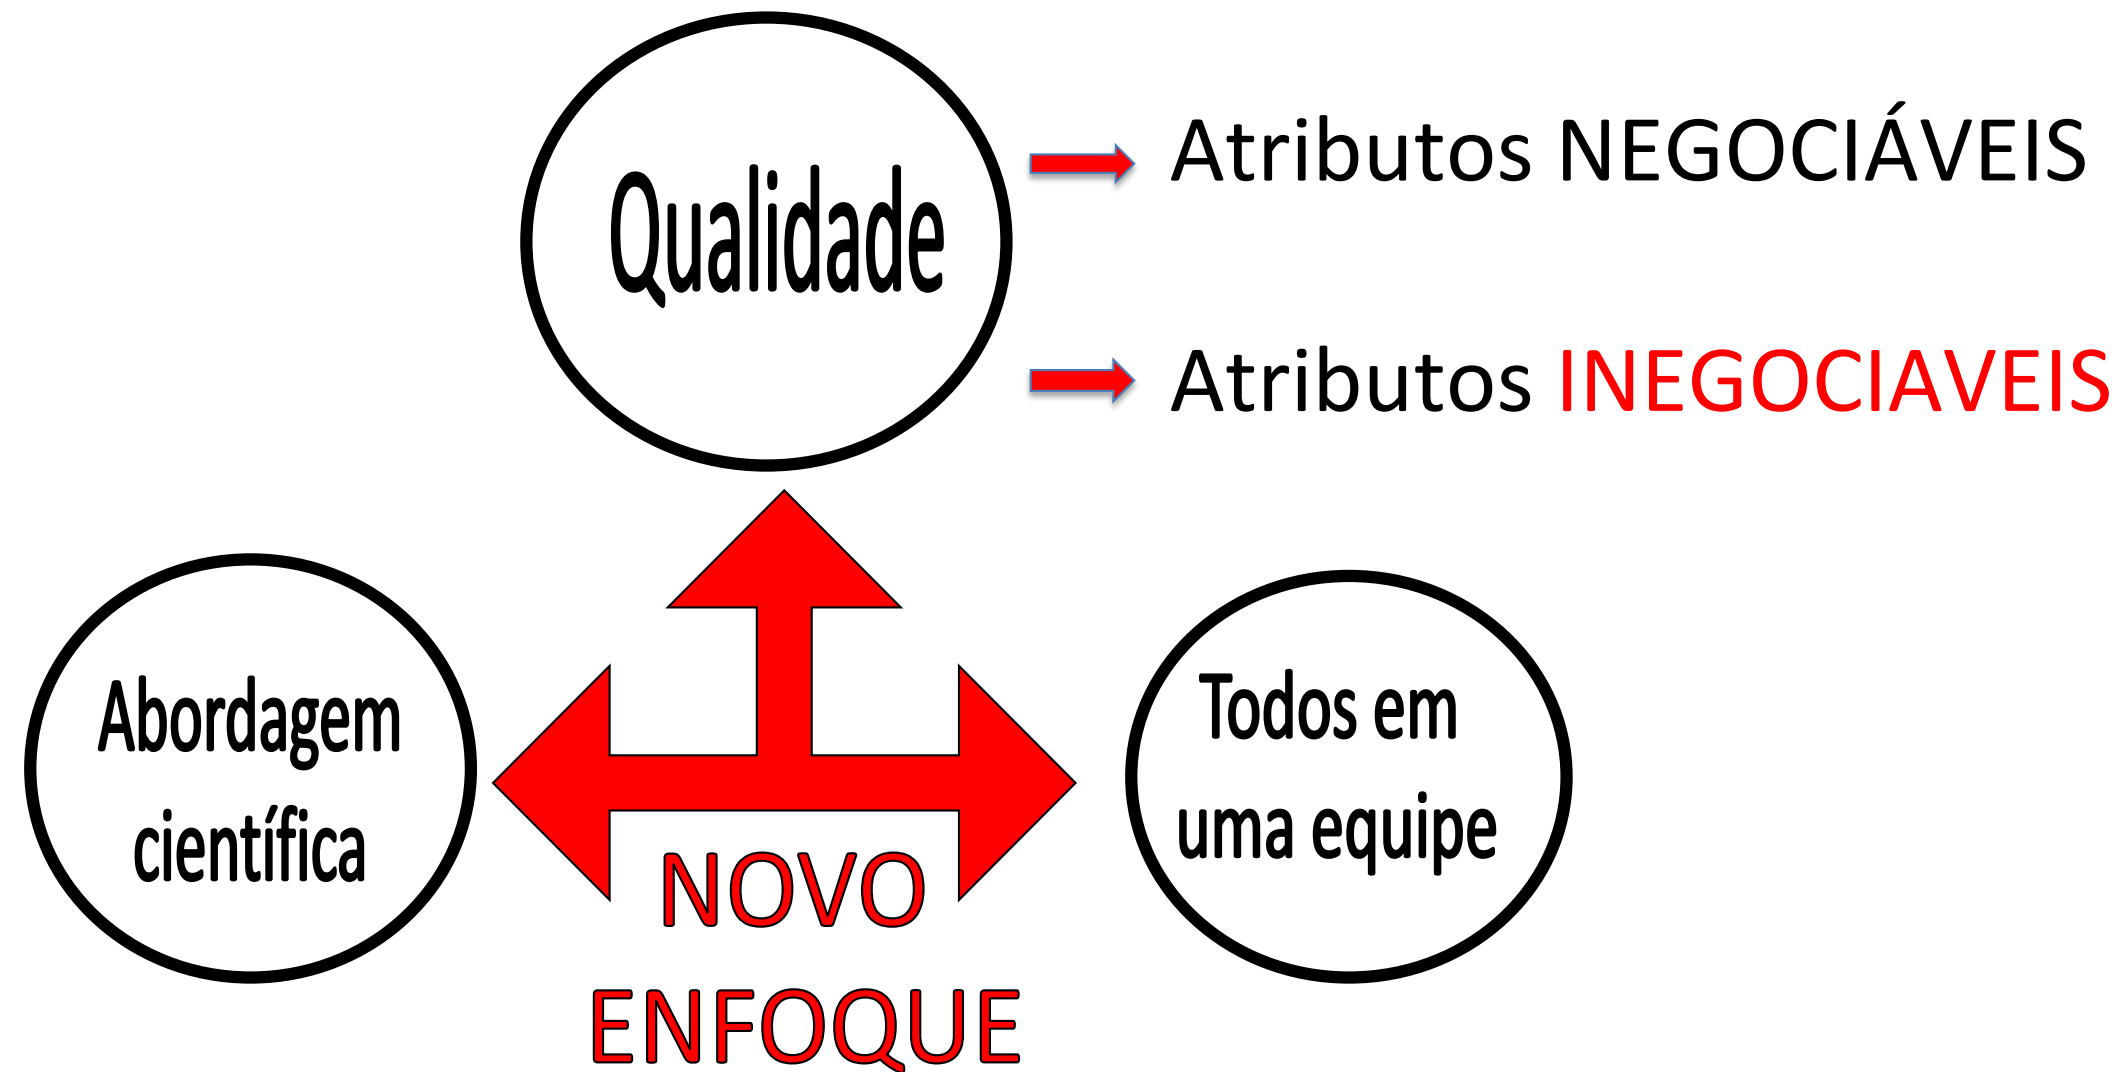 Qualidade
Atributos NEGOCIÁVEIS
Atributos INEGOCIAVEIS
Abordagem
científica
Todos em
uma equipe
NOVO
ENFOQUE